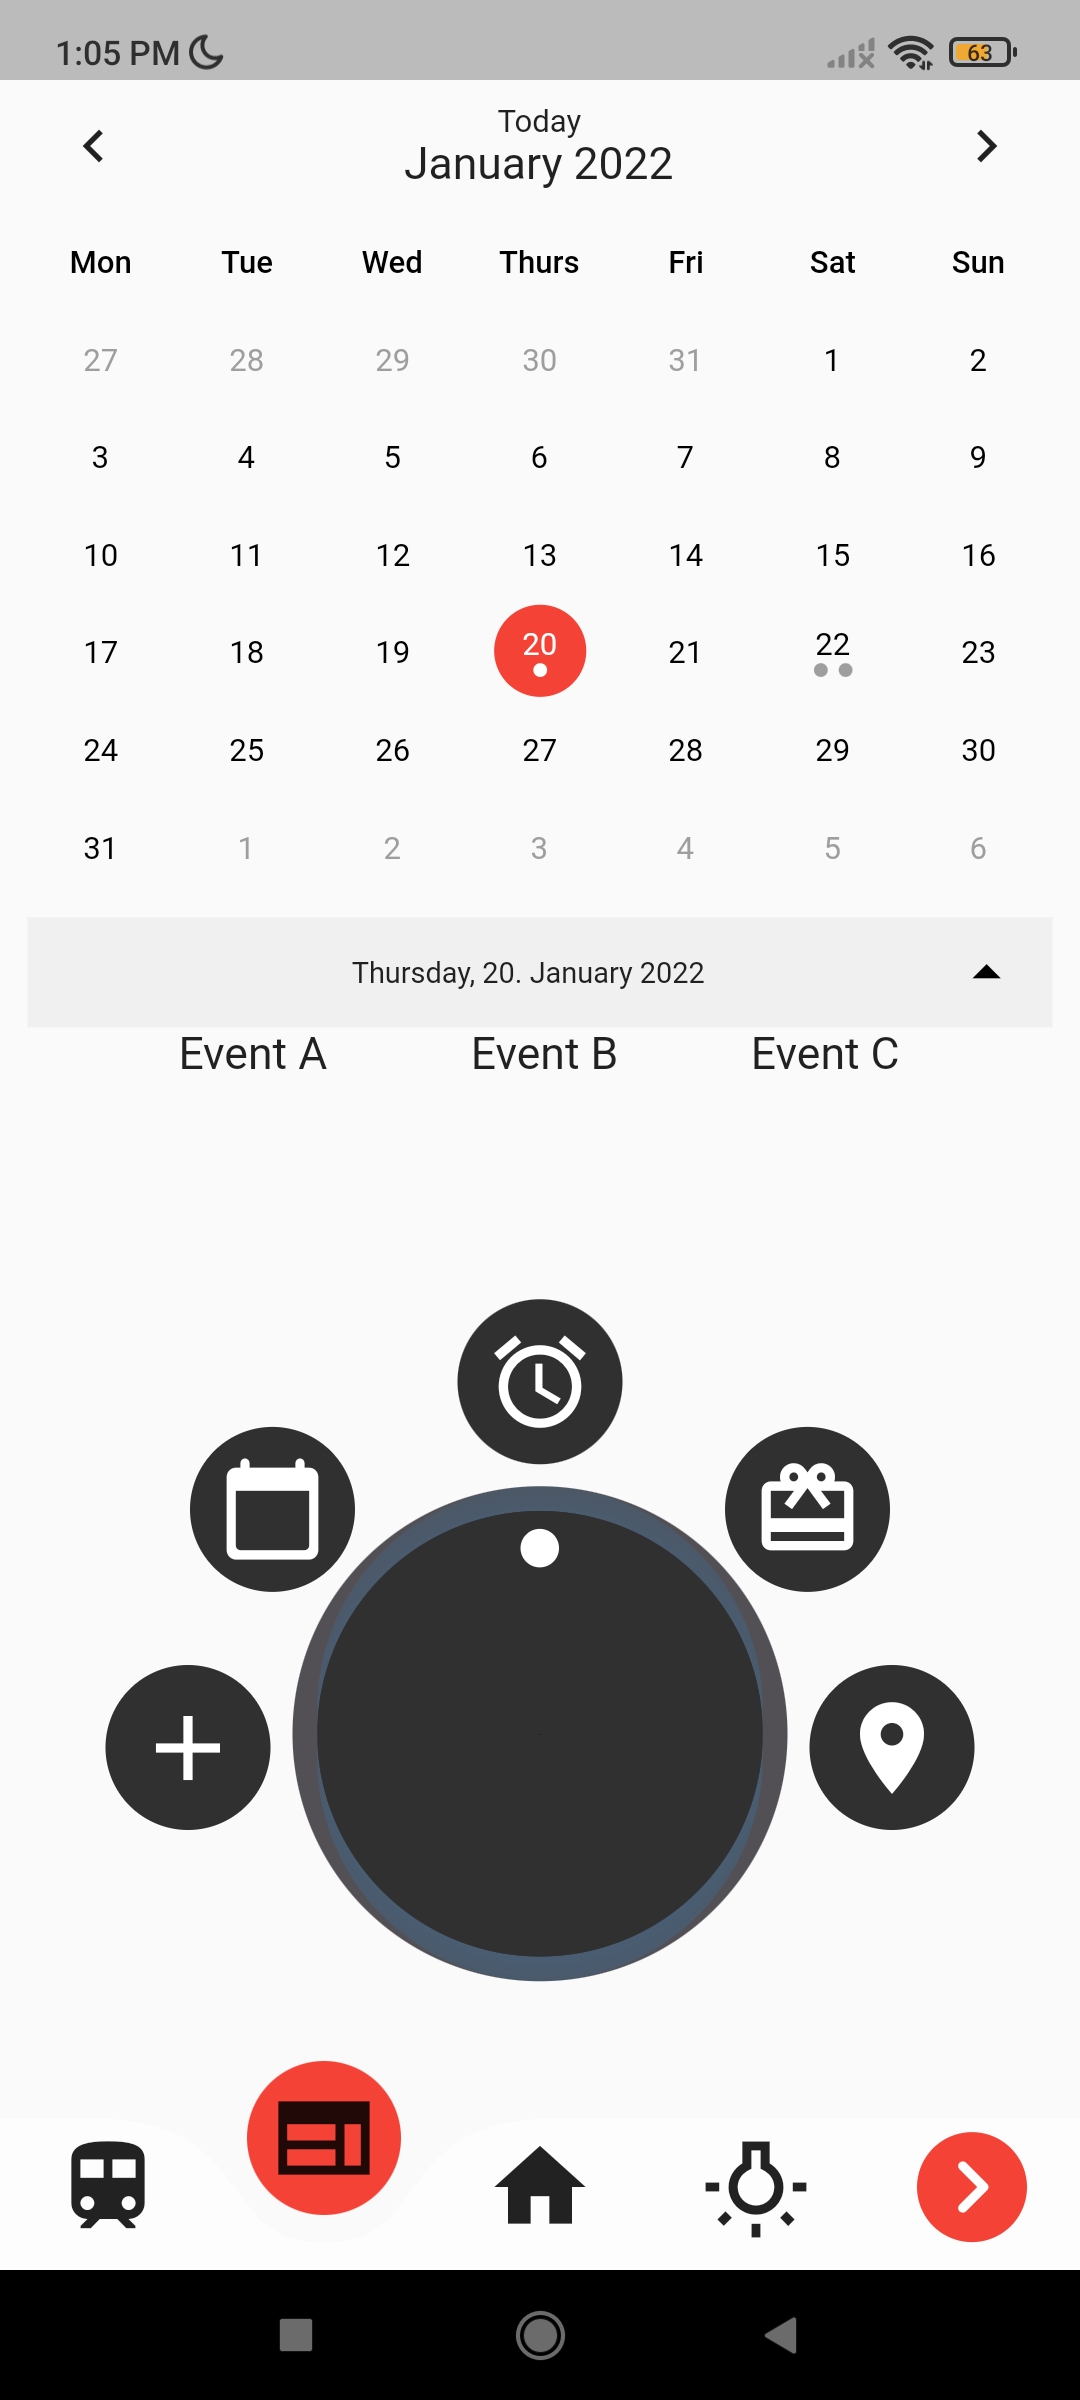 1:05 PM 63
Today
January 2022
Mon Tue Wed Thurs Fri Sat Sun
27 28 29 30 31 1 2
3 4 5 6 7 8 9
10 11 12 13 14 15 16
17 18 19 20 21 22 23
24 25 26 27 28 29 30
31 1 2 3 4 5 6
Thursday, 20. January 2022
Event A Event B Event C